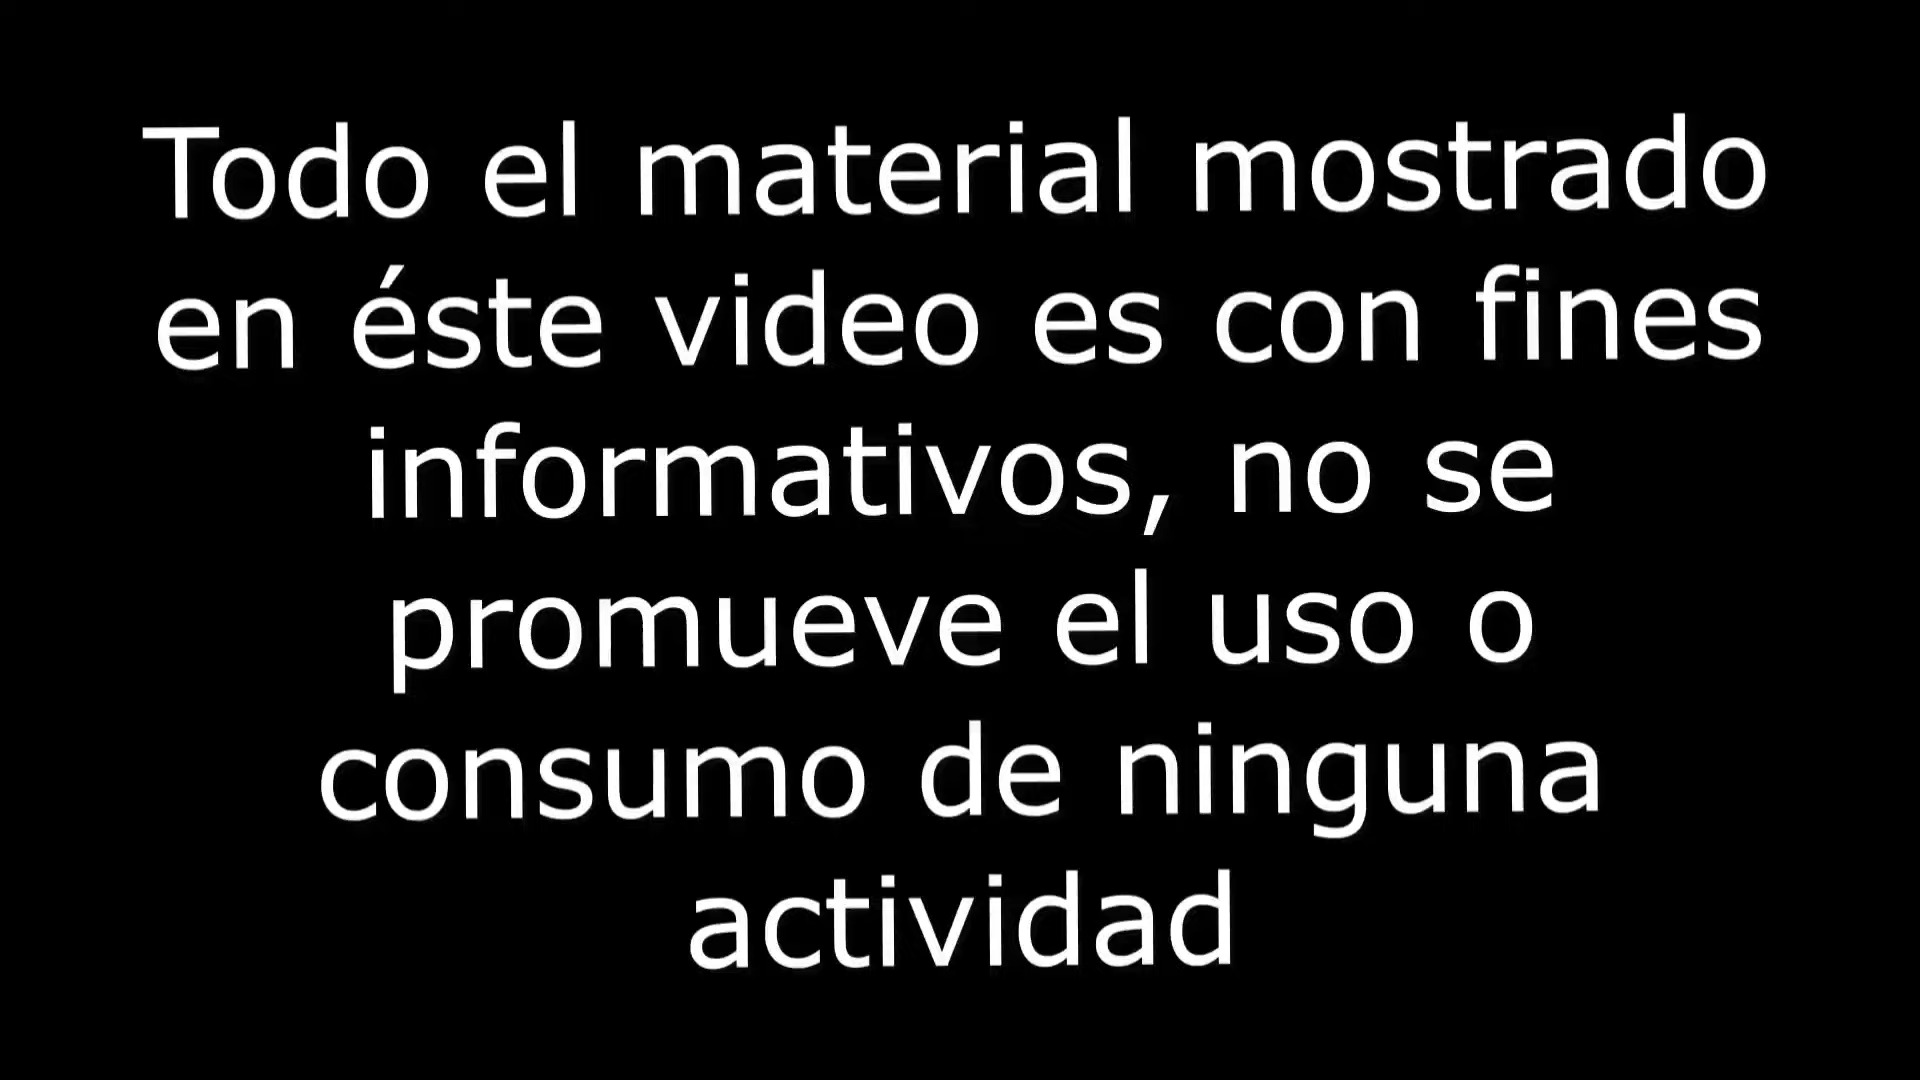 Todo el material mostrado
en éste video es con fines
informativos, no se
promueve el uso o
consumo de ninguna
actividad